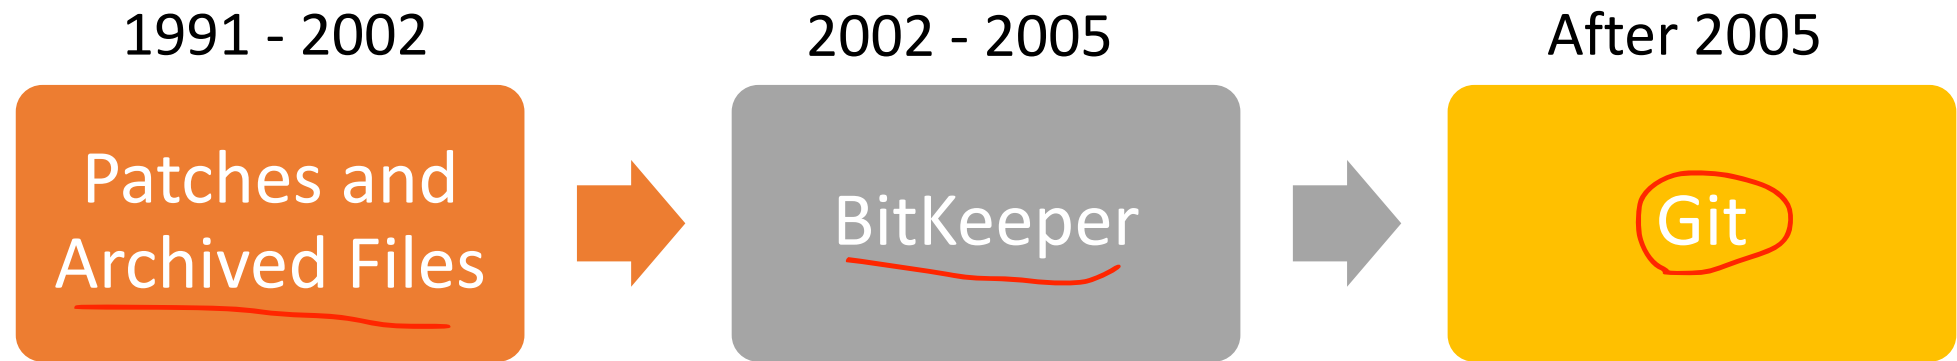 1991 - 2002
2002 - 2005
After 2005
Patches and
Archived Files
BitKeeper
Git